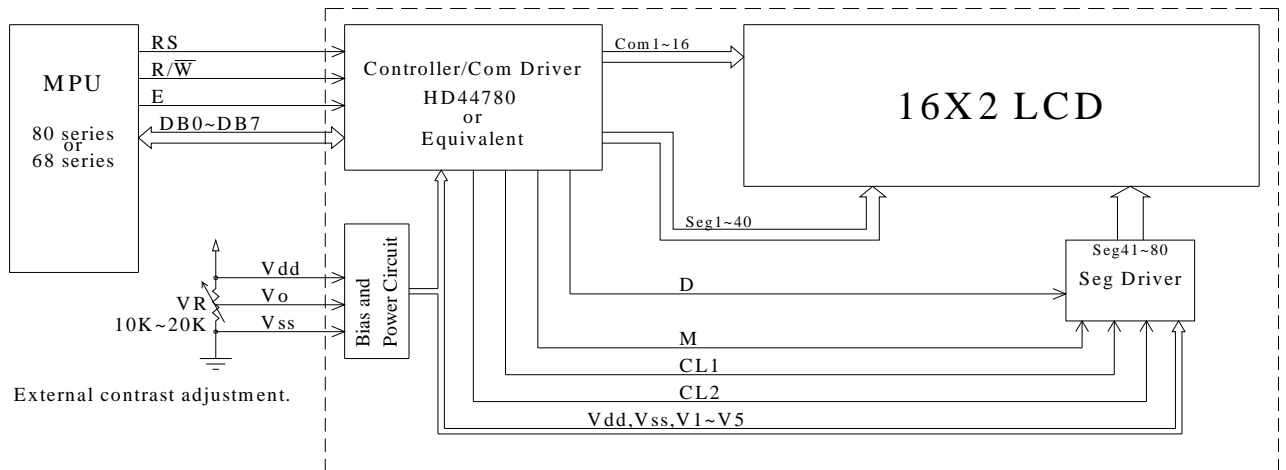 MPU
80 series
or
68 series
RS
R/W̅
E
DB0~DB7
Controller/Com Driver
HD44780
or
Equivalent
Com1~16
16X2 LCD
Seg1~40
Seg41~80
Seg Driver
Vdd
Vo
Vss
VR
10K~20K
Bias and
Power Circuit
D
M
CL1
CL2
Vdd,Vss,V1~V5
External contrast adjustment.